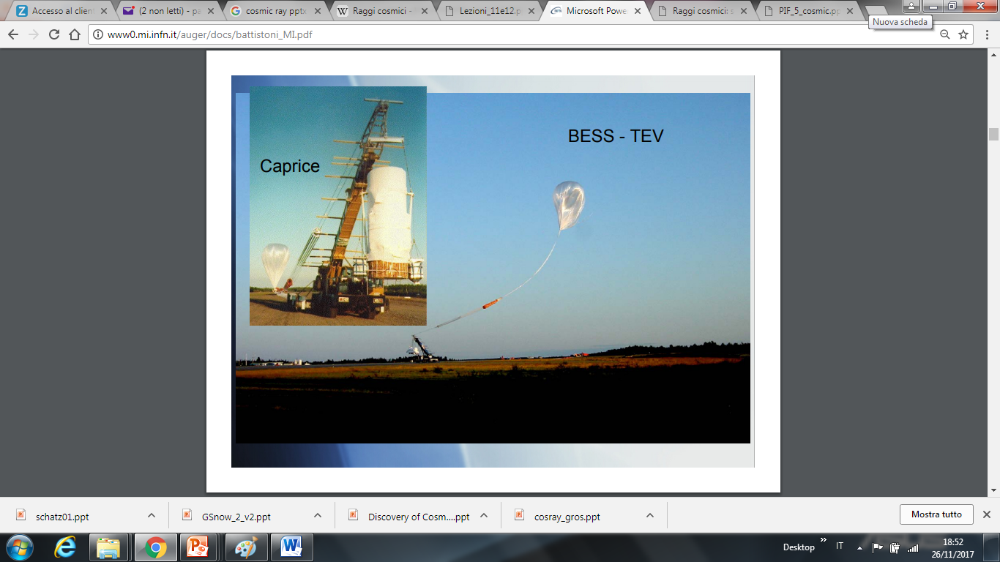 Accesso al clien
(2 non letti) - pa
cosmic ray pptx
Raggi cosmici -
Lezioni_11e12.p
Microsoft Powe
Raggi cosmici: s
PIF_5_cosmic.pp
Nuova scheda
www0.mi.infn.it/auger/docs/battistoni_MI.pdf
BESS - TEV
Caprice
schatz01.ppt
GSnow_2_v2.ppt
Discovery of Cosm....ppt
cosray_gros.ppt
Mostra tutto
Desktop
IT
18:52
26/11/2017